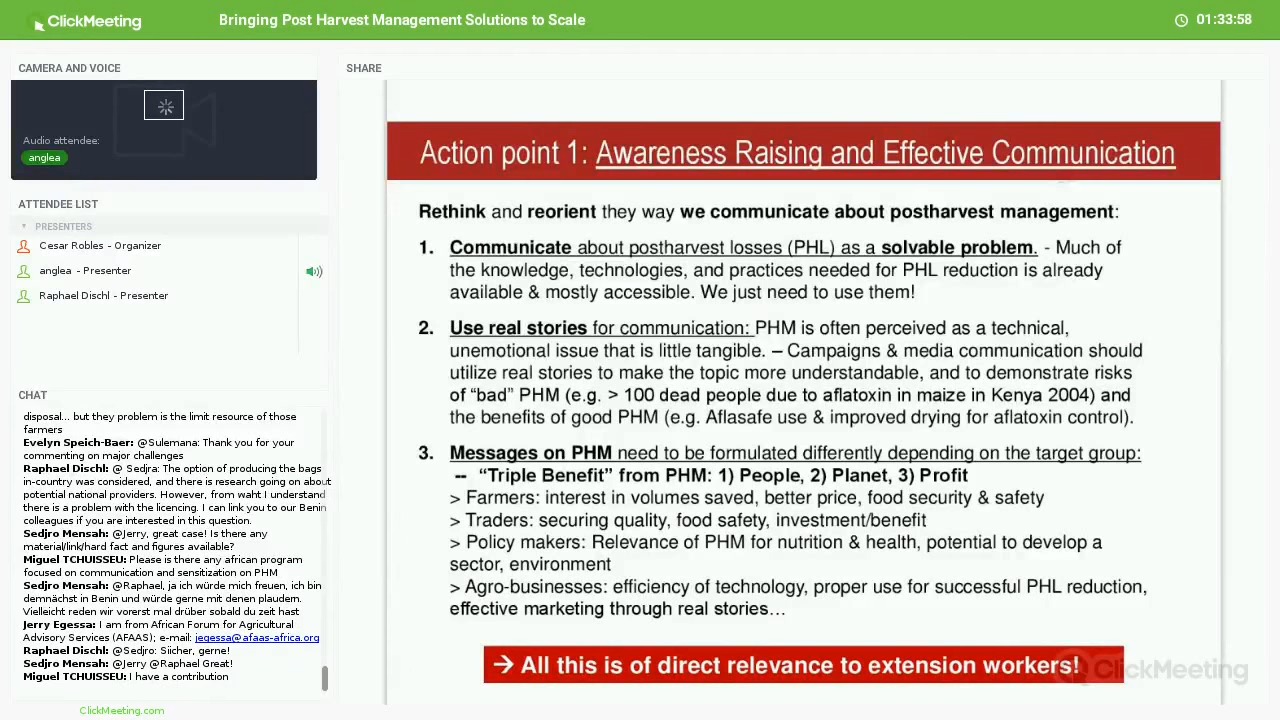 ClickMeeting
Bringing Post Harvest Management Solutions to Scale
01:33:58
CAMERA AND VOICE
Audio attendee:
anglea
ATTENDEE LIST
PRESENTERS
Cesar Robles - Organizer
anglea - Presenter
Raphael Dischl - Presenter
CHAT
disposal... but they problem is the limit resource of those
farmers
Evelyn Speich-Baer: @Sulemana: Thank you for your
commenting on major challenges
Raphael Dischl: @ Sedjra: The option of producing the bags
in-country was considered, and there is research going on about
potential national providers. However, from waht I understand
there is a problem with the licencing. I can link you to our Benin
colleagues if you are interested in this question.
Sedjro Mensah: @Jerry, great case! Is there any
material/link/hard fact and figures available?
Miguel TCHUISSEU: Please is there any african program
focused on communication and sensitization on PHM
Sedjro Mensah: @Raphael, ja ich würde mich freuen, ich bin
demnächst in Benin und würde gerne mit denen plaudern.
Vielleicht reden wir vorerst mal drüber sobald du zeit hast
Jerry Egessa: I am from African Forum for Agricultural
Advisory Services (AFAAS); e-mail: jegessa@afaas-africa.org
Raphael Dischl: @Sedjro: Siicher, gerne!
Sedjro Mensah: @Jerry @Raphael Great!
Miguel TCHUISSEU: I have a contribution
ClickMeeting.com
SHARE
Action point 1: Awareness Raising and Effective Communication
Rethink and reorient they way we communicate about postharvest management:
1. Communicate about postharvest losses (PHL) as a solvable problem. - Much of
the knowledge, technologies, and practices needed for PHL reduction is already
available & mostly accessible. We just need to use them!
2. Use real stories for communication: PHM is often perceived as a technical,
unemotional issue that is little tangible. – Campaigns & media communication should
utilize real stories to make the topic more understandable, and to demonstrate risks
of “bad” PHM (e.g. > 100 dead people due to aflatoxin in maize in Kenya 2004) and
the benefits of good PHM (e.g. Aflasafe use & improved drying for aflatoxin control).
3. Messages on PHM need to be formulated differently depending on the target group:
-- “Triple Benefit” from PHM: 1) People, 2) Planet, 3) Profit
> Farmers: interest in volumes saved, better price, food security & safety
> Traders: securing quality, food safety, investment/benefit
> Policy makers: Relevance of PHM for nutrition & health, potential to develop a
sector, environment
> Agro-businesses: efficiency of technology, proper use for successful PHL reduction,
effective marketing through real stories…
→ All this is of direct relevance to extension workers!
ClickMeeting